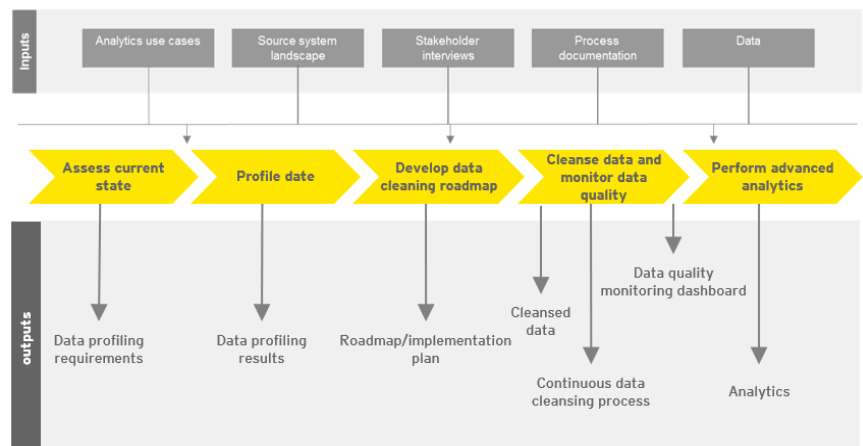 Inputs
Analytics use cases
Source system
landscape
Stakeholder
interviews
Process
documentation
Data
Assess current
state
Profile date
Develop data
cleaning roadmap
Cleanse data and
monitor data
quality
Perform advanced
analytics
outputs
Data profiling
requirements
Data profiling
results
Roadmap/implementation
plan
Cleansed
data
Continuous data
cleansing process
Data quality
monitoring dashboard
Analytics